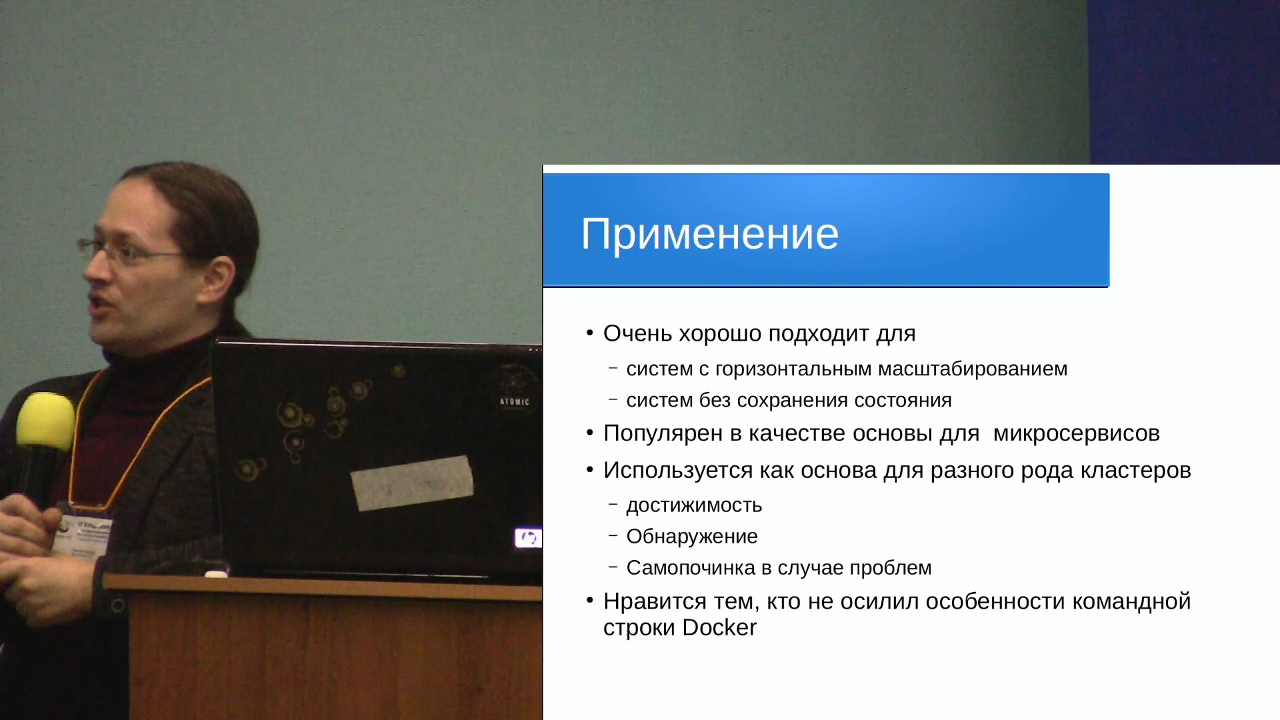 Применение
• Очень хорошо подходит для
– систем с горизонтальным масштабированием
– систем без сохранения состояния
• Популярен в качестве основы для  микросервисов
• Используется как основа для разного рода кластеров
– достижимость
– Обнаружение
– Самопочинка в случае проблем
• Нравится тем, кто не осилил особенности командной
строки Docker
ATOMIC
hp